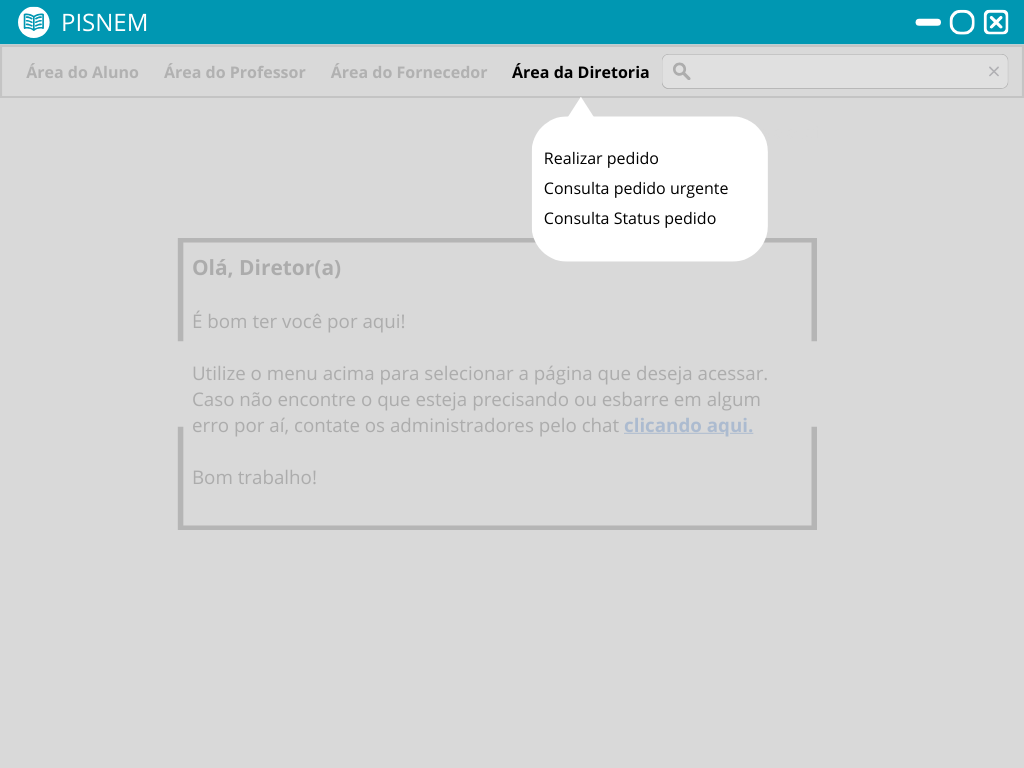 PISNEM
Área do Aluno
Área do Professor
Área do Fornecedor
Área da Diretoria
Realizar pedido
Consulta pedido urgente
Consulta Status pedido
Olá, Diretor(a)
É bom ter você por aqui!
Utilize o menu acima para selecionar a página que deseja acessar.
Caso não encontre o que esteja precisando ou esbarre em algum
erro por aí, contate os administradores pelo chat clicando aqui.
Bom trabalho!